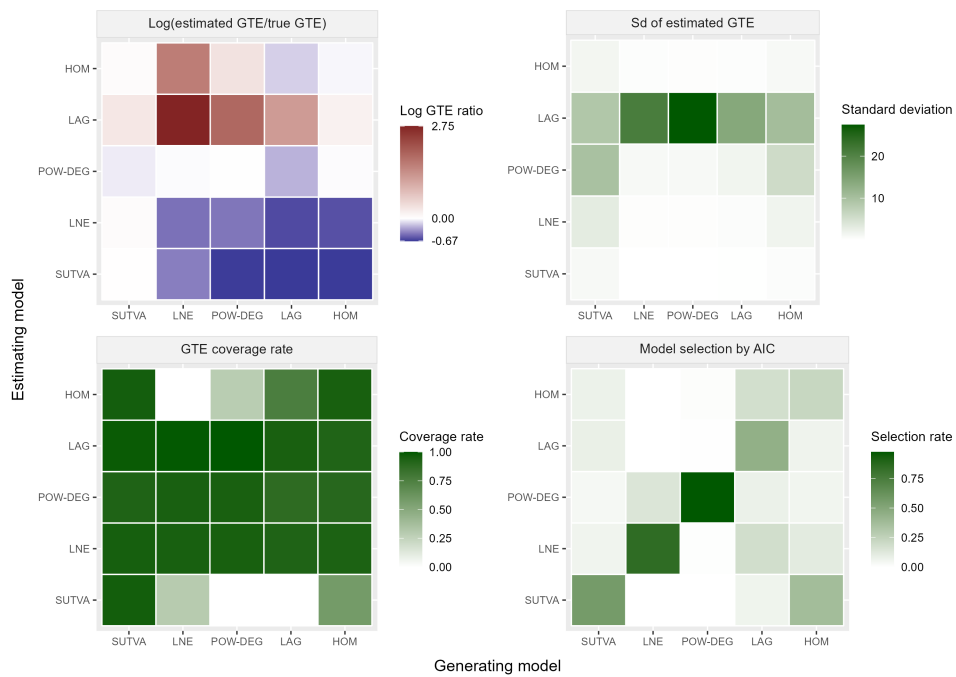 Log(estimated GTE/true GTE)
HOM
LAG
POW-DEG
LNE
SUTVA
SUTVA LNE POW-DEG LAG HOM
Log GTE ratio
2.75
0.00
-0.67
Sd of estimated GTE
HOM
LAG
POW-DEG
LNE
SUTVA
SUTVA LNE POW-DEG LAG HOM
Standard deviation
20
10
Estimating model
GTE coverage rate
HOM
LAG
POW-DEG
LNE
SUTVA
SUTVA LNE POW-DEG LAG HOM
Coverage rate
1.00
0.75
0.50
0.25
0.00
Model selection by AIC
HOM
LAG
POW-DEG
LNE
SUTVA
SUTVA LNE POW-DEG LAG HOM
Selection rate
0.75
0.50
0.25
0.00
Generating model